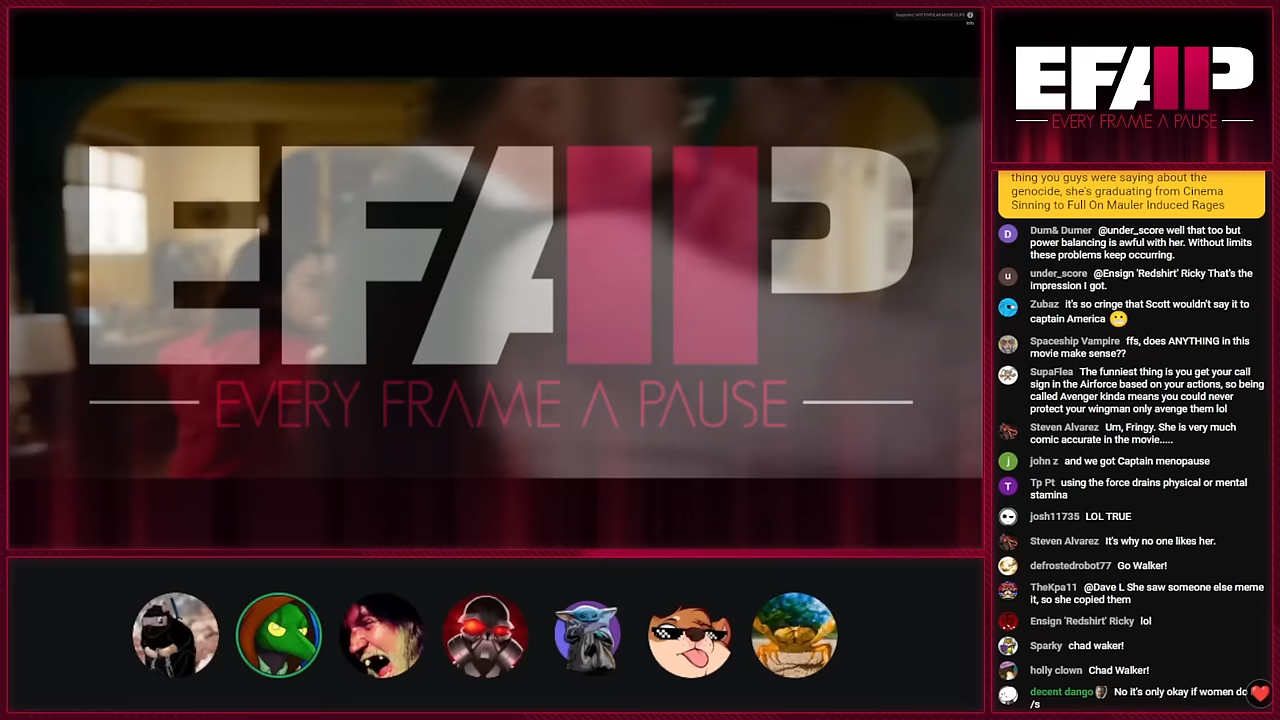 Suggested: HOT POPULAR MOVIE CLIPS
Info
EFAP
EVERY FRAME A PAUSE
EFAP
EVERY FRAME A PAUSE
thing you guys were saying about the
genocide, she's graduating from Cinema
Sinning to Full On Mauler Induced Rages
D
Dum& Dumer @under_score well that too but
power balancing is awful with her. Without limits
these problems keep occurring.
u
under_score @Ensign 'Redshirt' Ricky That's the
impression I got.
Zubaz it's so cringe that Scott wouldn't say it to
captain America 😬
Spaceship Vampire ffs, does ANYTHING in this
movie make sense??
SupaFlea The funniest thing is you get your call
sign in the Airforce based on your actions, so being
called Avenger kinda means you could never
protect your wingman only avenge them lol
Steven Alvarez Um, Fringy. She is very much
comic accurate in the movie.....
j
john z and we got Captain menopause
T
Tp Pt using the force drains physical or mental
stamina
josh11735 LOL TRUE
Steven Alvarez It's why no one likes her.
defrostedrobot77 Go Walker!
TheKpa11 @Dave L She saw someone else meme
it, so she copied them
Ensign 'Redshirt' Ricky lol
Sparky chad waker!
holly clown Chad Walker!
decent dango No it's only okay if women do
/s